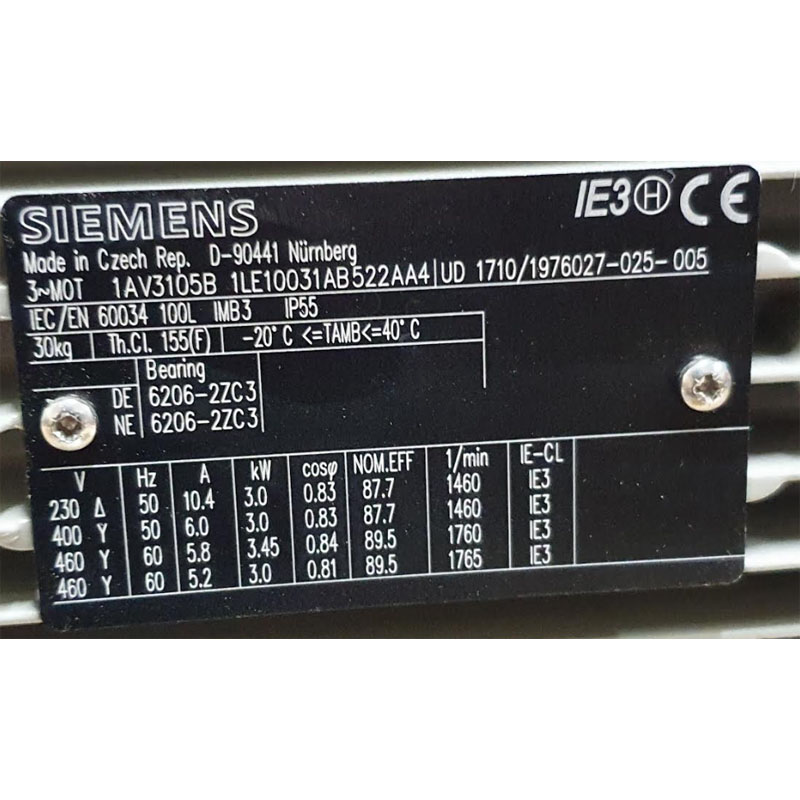 SIEMENS IE3 H CE
Made in Czech Rep. D-90441 Nürnberg
3~MOT 1AV3105B 1LE10031AB522AA4 UD 1710/1976027-025-005
IEC/EN 60034 100L IMB3 IP55
30kg Th.Cl. 155(F) -20°C <=TAMB<=40°C
Bearing
DE 6206-2ZC3
NE 6206-2ZC3
V Hz A kW cosφ NOM.EFF 1/min IE-CL
230 Δ 50 10.4 3.0 0.83 87.7 1460 IE3
400 Y 50 6.0 3.0 0.83 87.7 1460 IE3
460 Y 60 5.8 3.45 0.84 89.5 1760 IE3
460 Y 60 5.2 3.0 0.81 89.5 1765 IE3